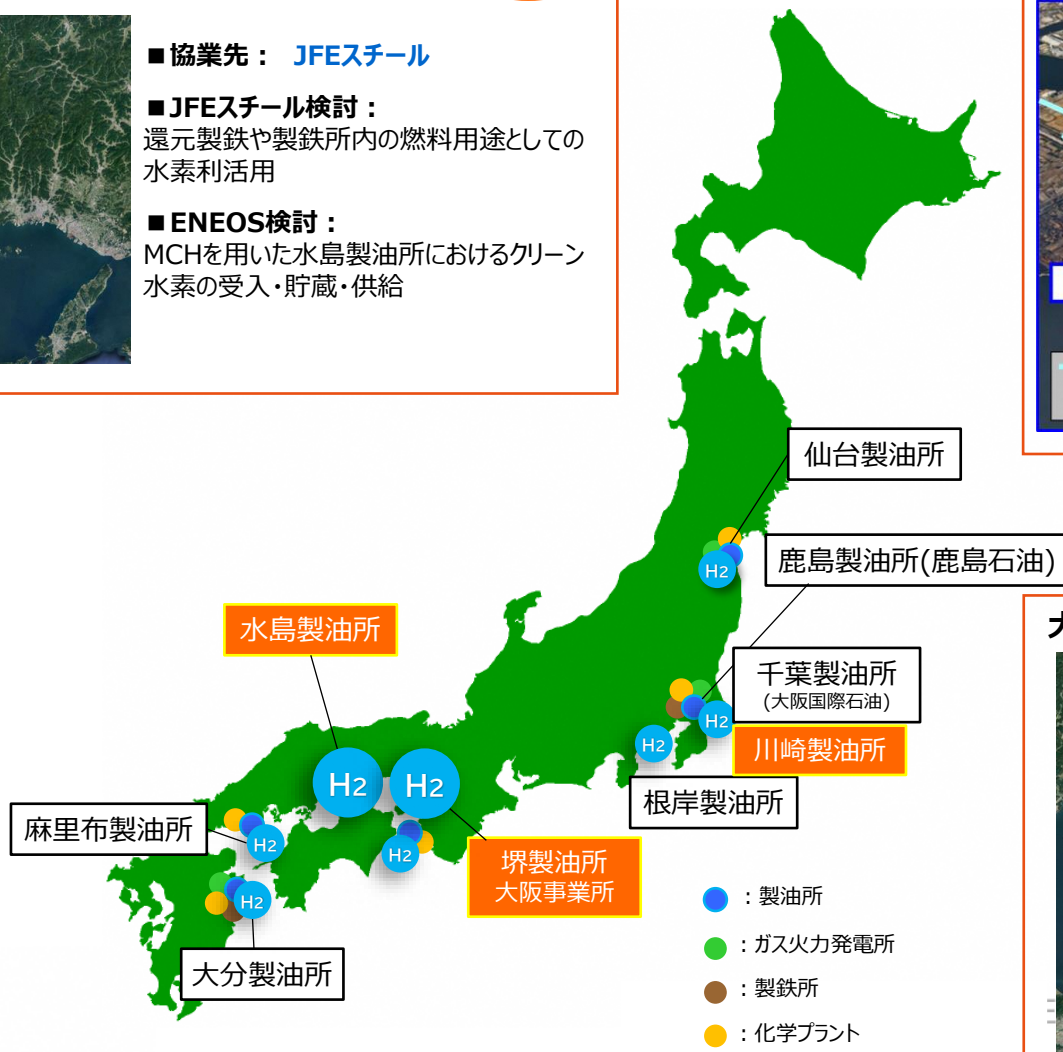 ■協業先： JFEスチール
■JFEスチール検討：
還元製鉄や製鉄所内の燃料用途としての
水素利活用
■ENEOS検討：
MCHを用いた水島製油所におけるクリーン
水素の受入・貯蔵・供給
仙台製油所
H2
鹿島製油所(鹿島石油)
水島製油所
千葉製油所
(大阪国際石油)
H2
川崎製油所
H2
根岸製油所
H2
H2
麻里布製油所
H2
H2
堺製油所
大阪事業所
H2
大分製油所
：製油所
：ガス火力発電所
：製鉄所
：化学プラント